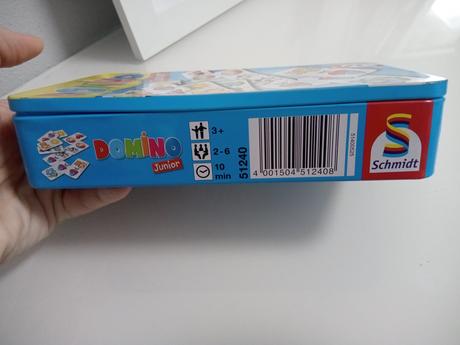 DOMINO
Junior
3+
2-6
10
min
51240
4 001504 512408
Schmidt